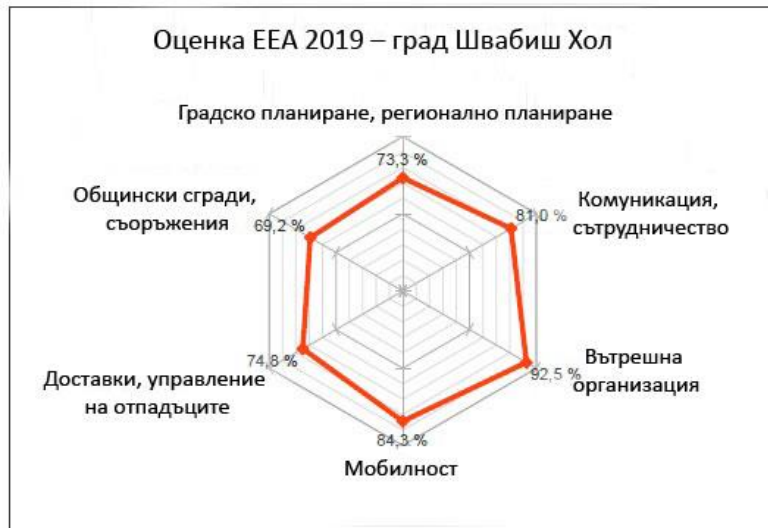 Оценка ЕЕА 2019 – град Швабиш Хол
Градско планиране, регионално планиране
73,3 %
Общински сгради,
съоръжения
69,2 %
Комуникация,
сътрудничество
81,0 %
Доставки, управление
на отпадъците
74,8 %
Вътрешна
организация
92,5 %
84,3 %
Мобилност